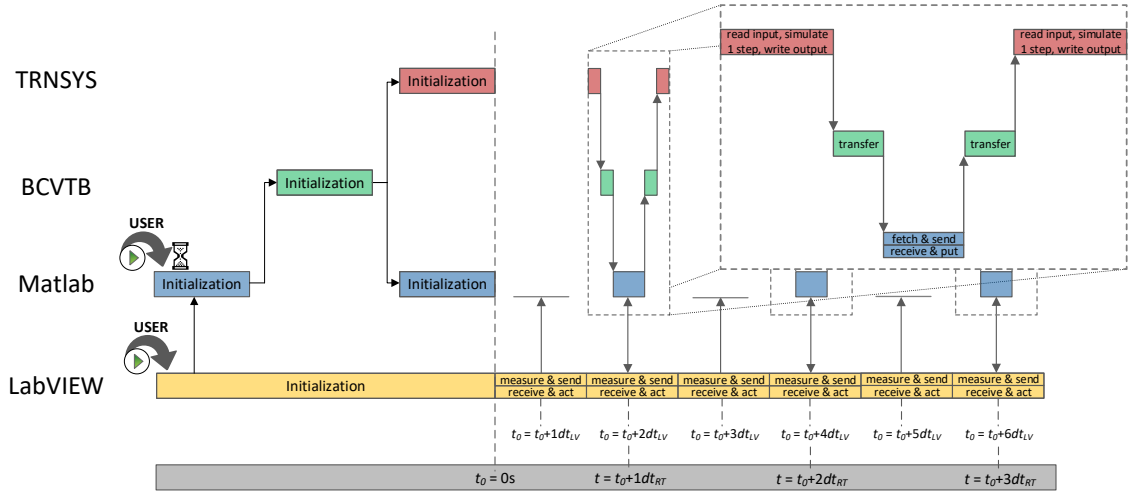 read input, simulate
1 step, write output
read input, simulate
1 step, write output
TRNSYS
Initialization
transfer
transfer
BCVTB
Initialization
USER
fetch & send
receive & put
Matlab
Initialization
Initialization
USER
LabVIEW
Initialization
measure & send
receive & act
measure & send
receive & act
measure & send
receive & act
measure & send
receive & act
measure & send
receive & act
measure & send
receive & act
t0 = t0+1dtLV
t0 = t0+2dtLV
t0 = t0+3dtLV
t0 = t0+4dtLV
t0 = t0+5dtLV
t0 = t0+6dtLV
t0 = 0s
t = t0+1dtRT
t = t0+2dtRT
t = t0+3dtRT